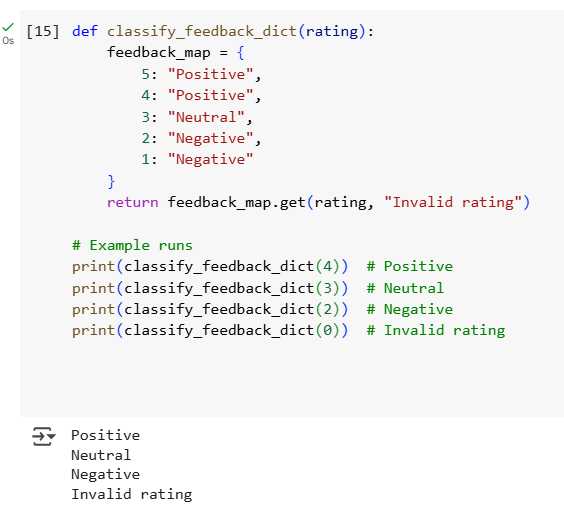 [15] def classify_feedback_dict(rating):
    feedback_map = {
        5: "Positive",
        4: "Positive",
        3: "Neutral",
        2: "Negative",
        1: "Negative"
    }
    return feedback_map.get(rating, "Invalid rating")
0s
# Example runs
print(classify_feedback_dict(4))  # Positive
print(classify_feedback_dict(3))  # Neutral
print(classify_feedback_dict(2))  # Negative
print(classify_feedback_dict(0))  # Invalid rating
Positive
Neutral
Negative
Invalid rating